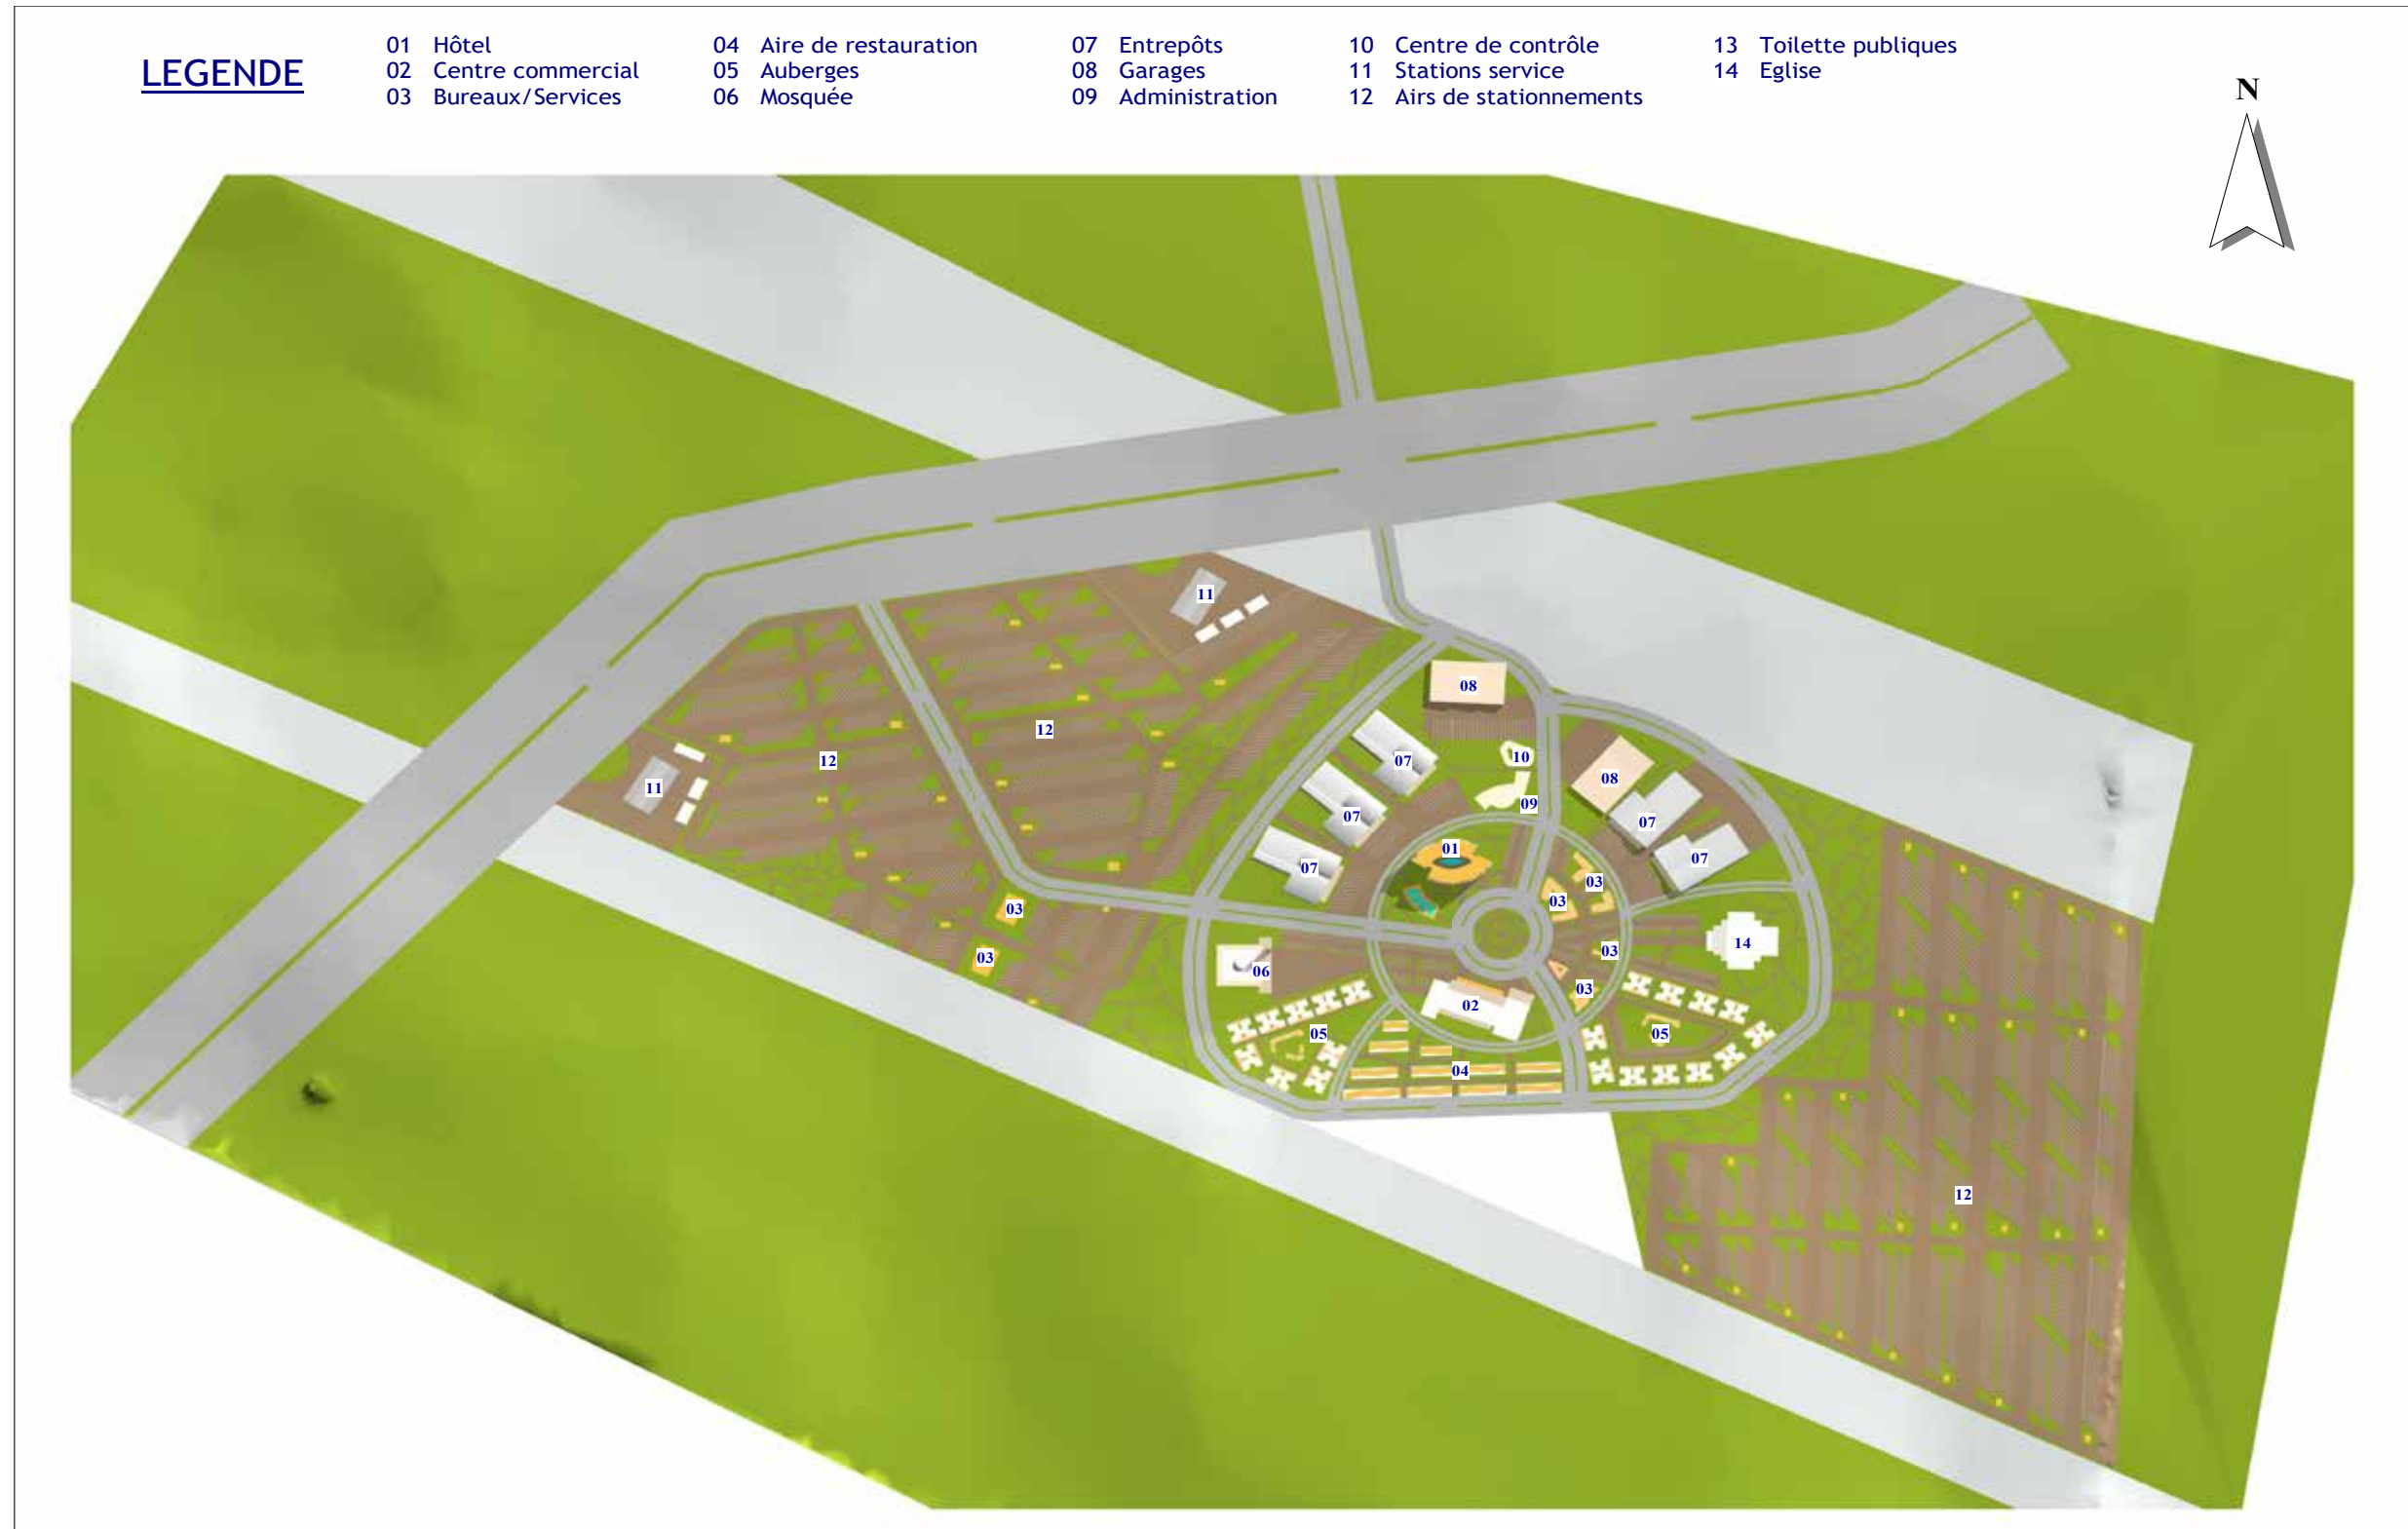 LEGENDE
01 Hôtel
02 Centre commercial
03 Bureaux/Services
04 Aire de restauration
05 Auberges
06 Mosquée
07 Entrepôts
08 Garages
09 Administration
10 Centre de contrôle
11 Stations service
12 Airs de stationnements
13 Toilette publiques
14 Eglise
N
11
08
12
07
10
12
08
11
09
07
07
01
07
07
03
03
03
14
03
03
06
03
02
05
05
04
12